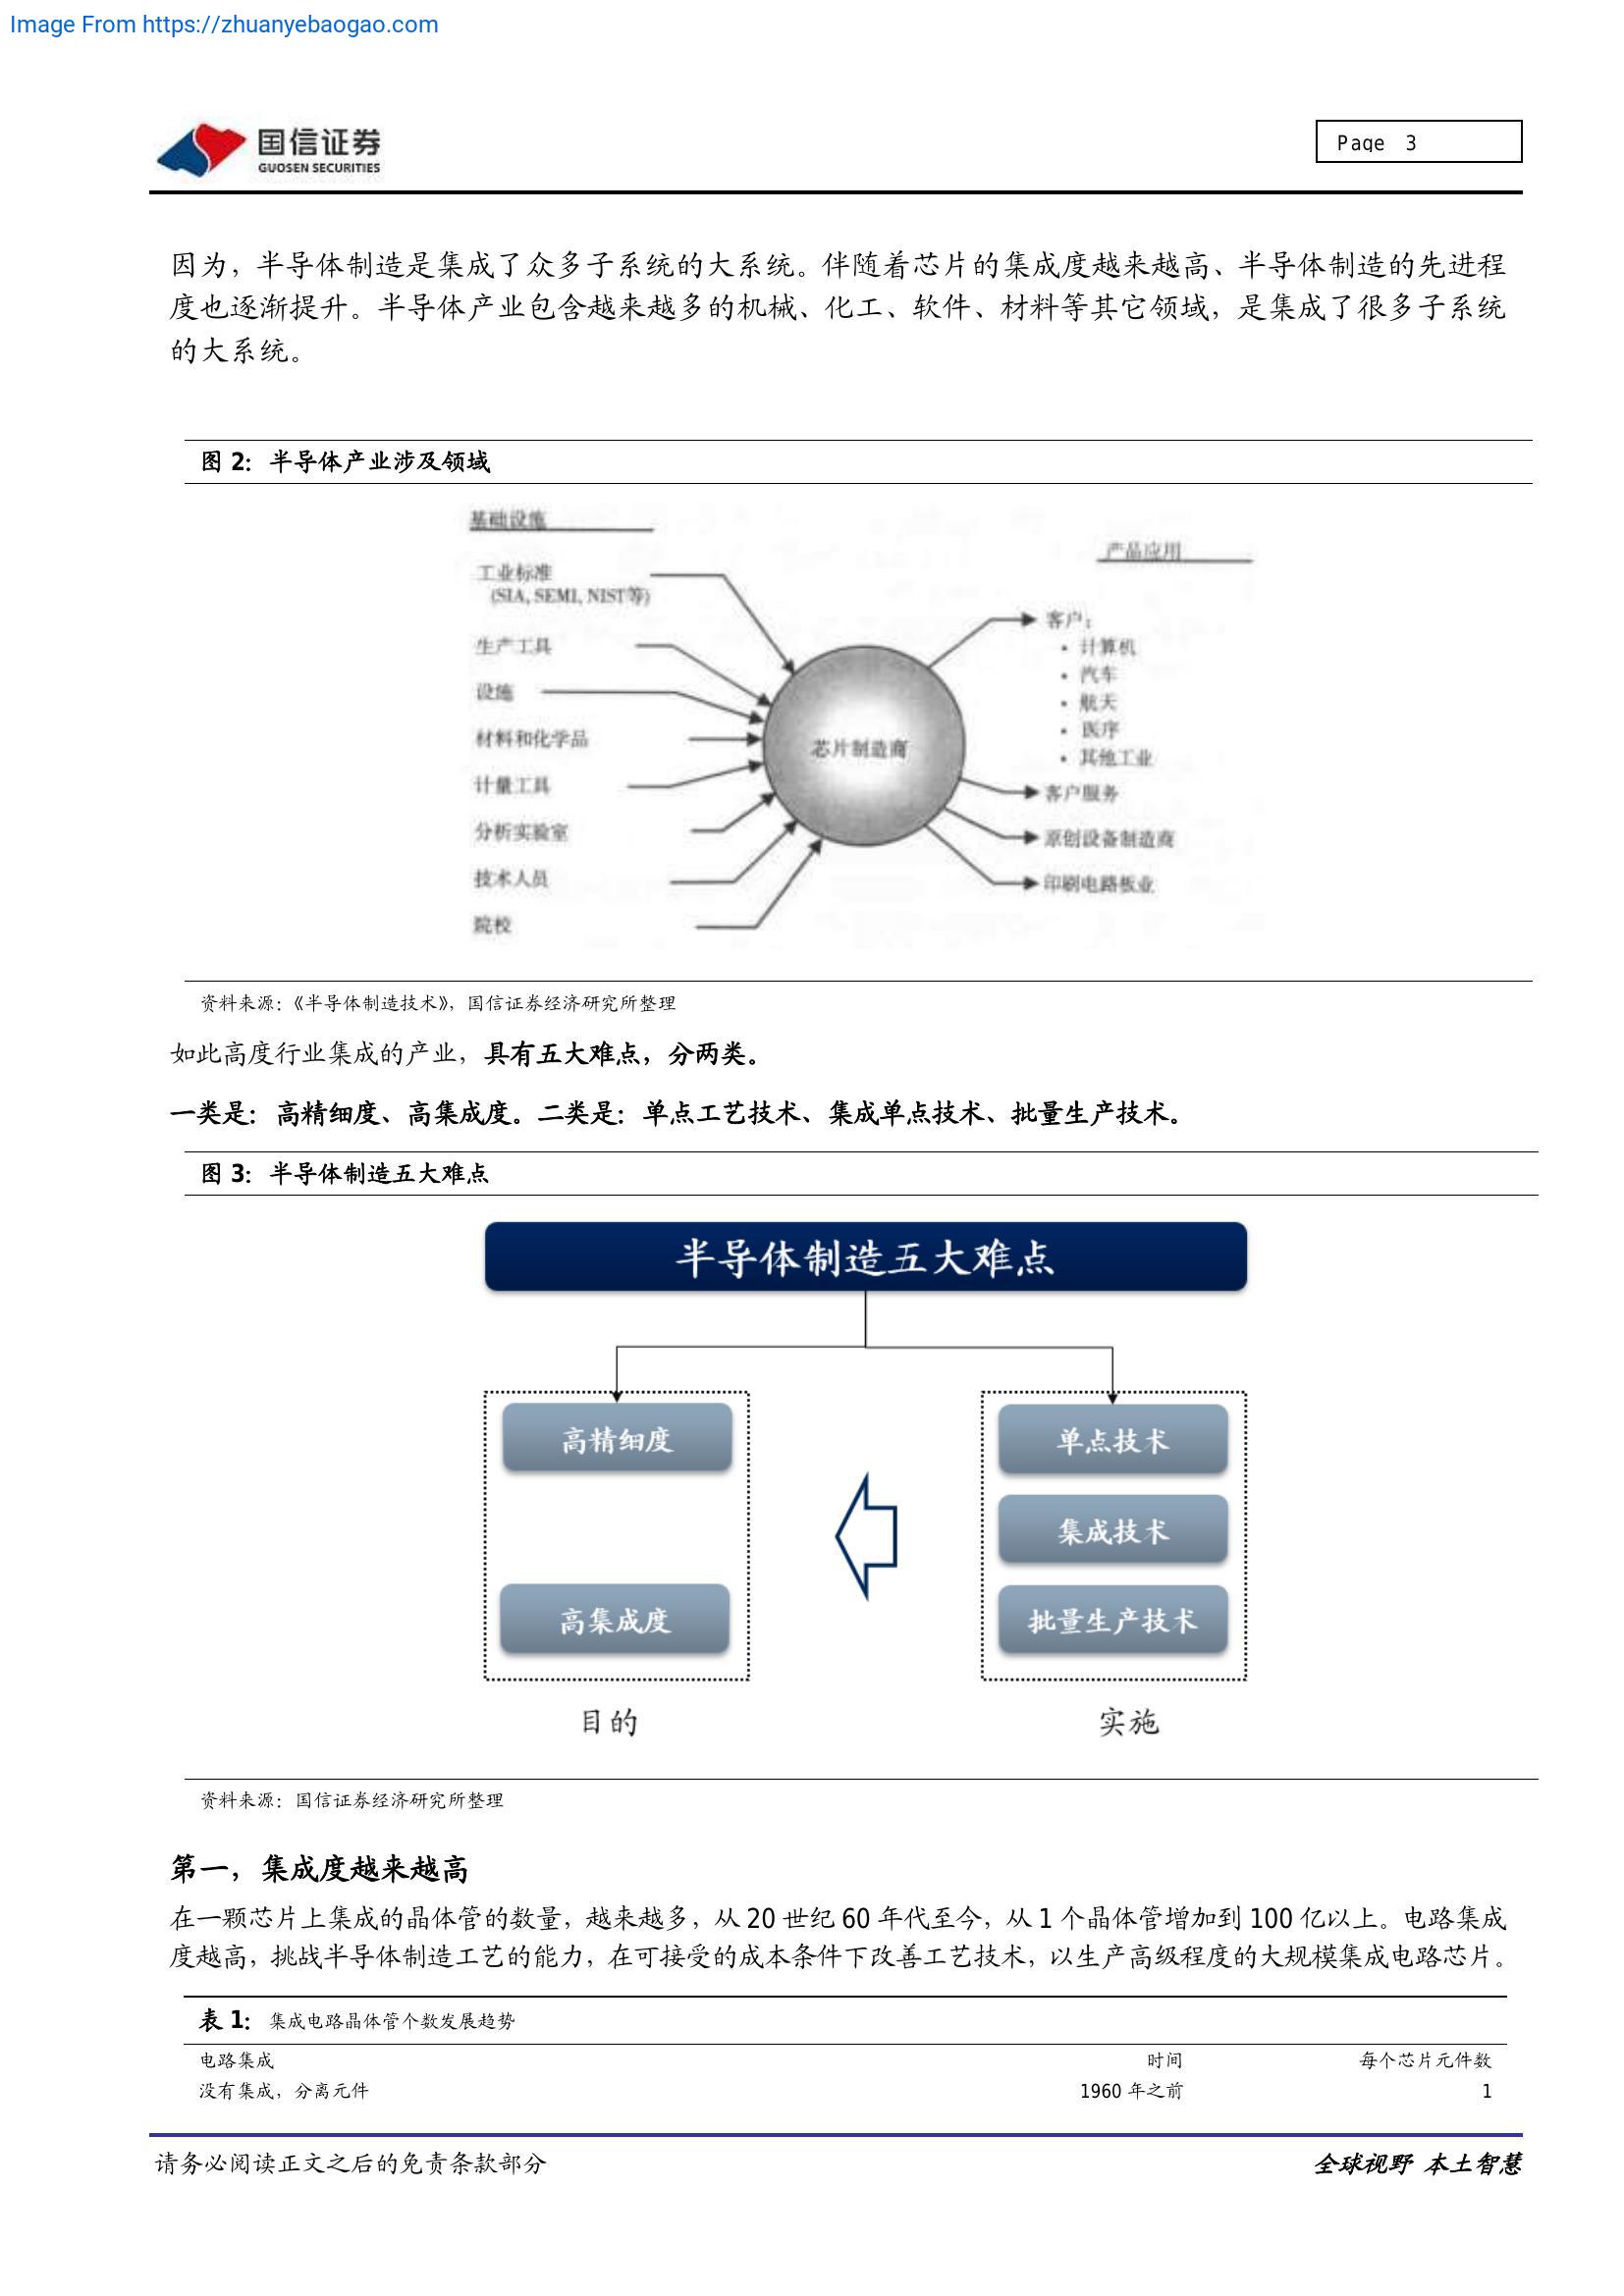 Image From https://zhuanyebaogao.com
国信证券
GUOSEN SECURITIES
Page 3
因为，半导体制造是集成了众多子系统的大系统。伴随着芯片的集成度越来越高、半导体制造的先进程
度也逐渐提升。半导体产业包含越来越多的机械、化工、软件、材料等其它领域，是集成了很多子系统
的大系统。
图 2：半导体产业涉及领域
基础设施
产品应用
工业标准
(SIA, SEMI, NIST等)
生产工具
设施
材料和化学品
计量工具
分析实验室
技术人员
院校
芯片制造商
客户：
• 计算机
• 汽车
• 航天
• 医疗
• 其他工业
客户服务
原创设备制造商
印刷电路板业
资料来源：《半导体制造技术》，国信证券经济研究所整理
如此高度行业集成的产业，具有五大难点，分两类。
一类是：高精细度、高集成度。二类是：单点工艺技术、集成单点技术、批量生产技术。
图 3：半导体制造五大难点
半导体制造五大难点
高精细度
高集成度
单点技术
集成技术
批量生产技术
目的
实施
资料来源：国信证券经济研究所整理
第一，集成度越来越高
在一颗芯片上集成的晶体管的数量，越来越多，从 20 世纪 60 年代至今，从 1 个晶体管增加到 100 亿以上。电路集成
度越高，挑战半导体制造工艺的能力，在可接受的成本条件下改善工艺技术，以生产高级程度的大规模集成电路芯片。
表 1：集成电路晶体管个数发展趋势
电路集成 时间 每个芯片元件数
没有集成，分离元件 1960 年之前 1
请务必阅读正文之后的免责条款部分
全球视野 本土智慧